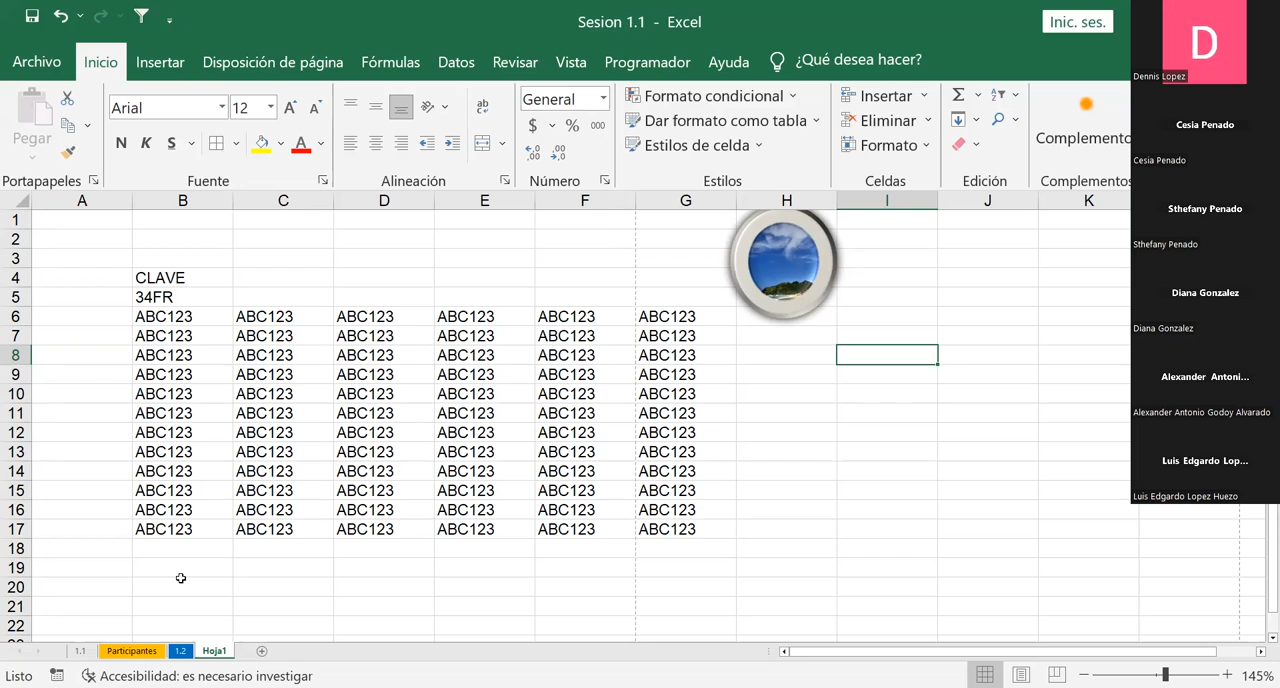 Sesion 1.1 - Excel
Inic. ses.
Archivo Inicio Insertar Disposición de página Fórmulas Datos Revisar Vista Programador Ayuda ¿Qué desea hacer?
Pegar
Arial 12
N K S A
ab
General
$ % 000
Formato condicional
Dar formato como tabla
Estilos de celda
Insertar
Eliminar
Formato
Complemento
Portapapeles Fuente Alineación Número Estilos Celdas Edición Complementos
A B C D E F G H I J K
1
2
3
4 CLAVE
5 34FR
6 ABC123 ABC123 ABC123 ABC123 ABC123 ABC123
7 ABC123 ABC123 ABC123 ABC123 ABC123 ABC123
8 ABC123 ABC123 ABC123 ABC123 ABC123 ABC123
9 ABC123 ABC123 ABC123 ABC123 ABC123 ABC123
10 ABC123 ABC123 ABC123 ABC123 ABC123 ABC123
11 ABC123 ABC123 ABC123 ABC123 ABC123 ABC123
12 ABC123 ABC123 ABC123 ABC123 ABC123 ABC123
13 ABC123 ABC123 ABC123 ABC123 ABC123 ABC123
14 ABC123 ABC123 ABC123 ABC123 ABC123 ABC123
15 ABC123 ABC123 ABC123 ABC123 ABC123 ABC123
16 ABC123 ABC123 ABC123 ABC123 ABC123 ABC123
17 ABC123 ABC123 ABC123 ABC123 ABC123 ABC123
18
19
20
21
22
1.1 Participantes 1.2 Hoja1
Listo Accesibilidad: es necesario investigar 145%
D
Dennis Lopez
Cesia Penado
Cesia Penado
Sthefany Penado
Sthefany Penado
Diana Gonzalez
Diana Gonzalez
Alexander Antoni...
Alexander Antonio Godoy Alvarado
Luis Edgardo Lop...
Luis Edgardo Lopez Huezo